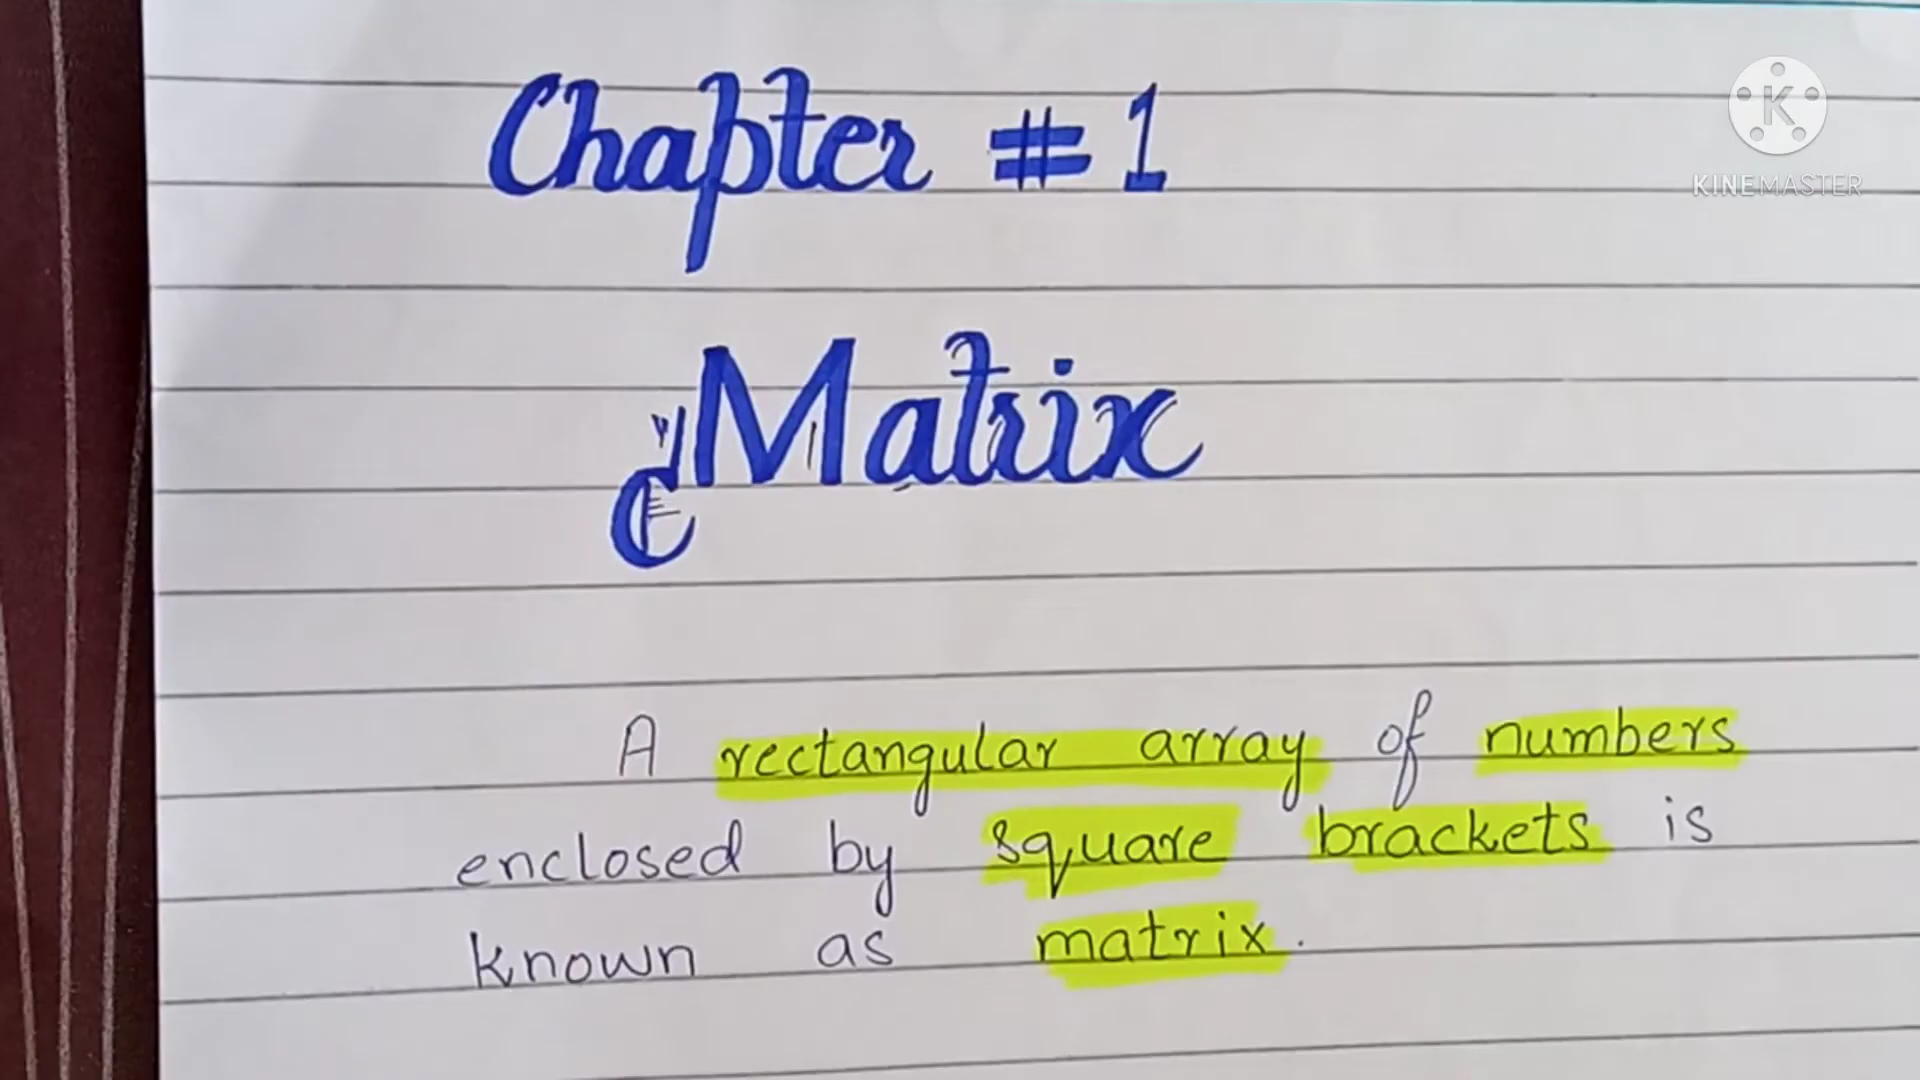 Chapter # 1
KINEMASTER
Matrix
A rectangular array of numbers
enclosed by square brackets is
known as matrix.